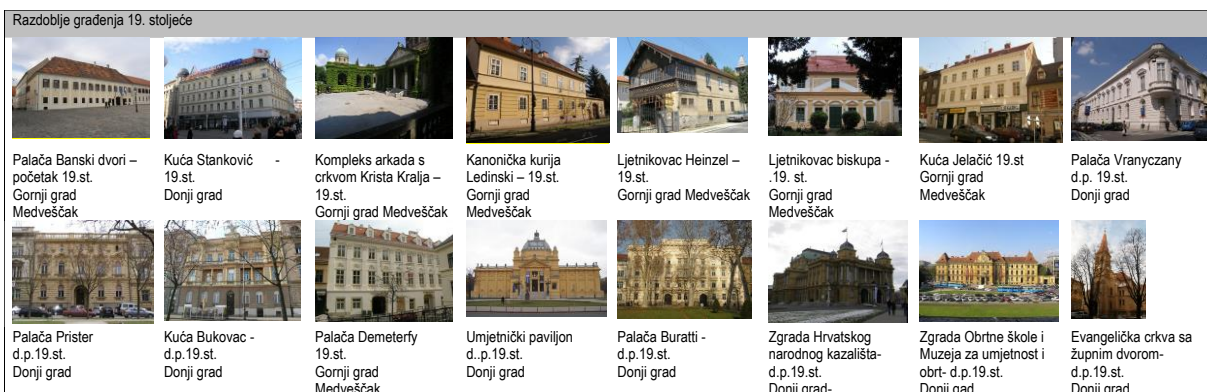 Razdoblje građenja 19. stoljeće
Palača Banski dvori –
početak 19.st.
Gornji grad
Medveščak
Kuća Stanković -
19.st.
Donji grad
Kompleks arkada s
crkvom Krista Kralja –
19.st.
Gornji grad Medveščak
Kanonička kurija
Ledinski – 19.st.
Gornji grad
Medveščak
Ljetnikovac Heinzel –
19.st.
Gornji grad Medveščak
Ljetnikovac biskupa -
.19. st.
Gornji grad
Medveščak
Kuća Jelačić 19.st
Gornji grad
Medveščak
Palača Vranyczany
d.p. 19.st.
Donji grad
Palača Prister
d.p.19.st.
Donji grad
Kuća Bukovac -
d.p.19.st.
Donji grad
Palača Demeterfy
19.st.
Gornji grad
Medveščak
Umjetnički paviljon
d..p.19.st.
Donji grad
Palača Buratti -
d.p.19.st.
Donji grad
Zgrada Hrvatskog
narodnog kazališta-
d.p.19.st.
Donji grad-
Zgrada Obrtne škole i
Muzeja za umjetnost i
obrt- d.p.19.st.
Donji gad
Evangelička crkva sa
župnim dvorom-
d.p.19.st.
Donji grad